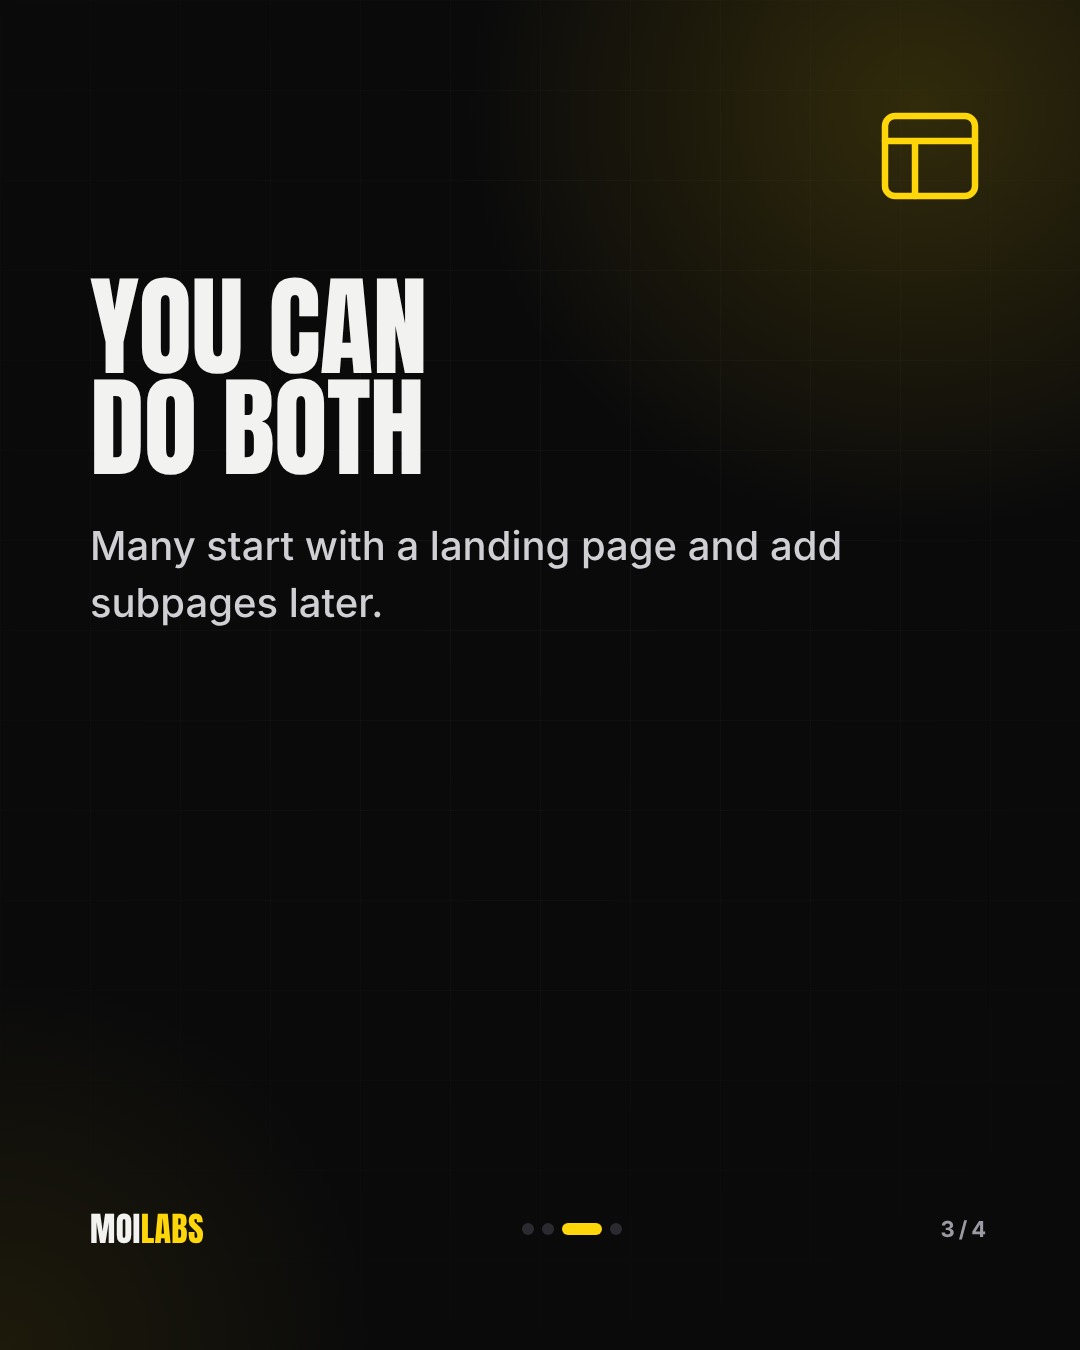 YOU CAN
DO BOTH
Many start with a landing page and add
subpages later.
MOILABS
3 / 4